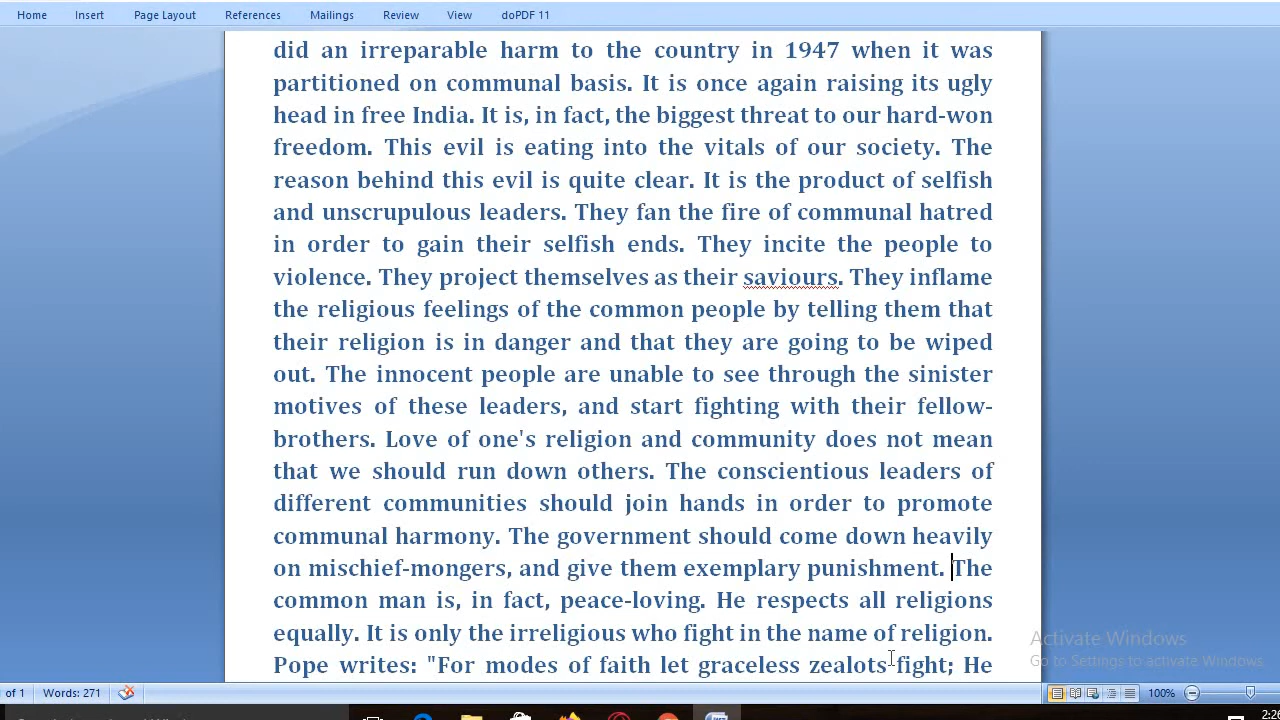 Home Insert Page Layout References Mailings Review View doPDF 11
did an irreparable harm to the country in 1947 when it was
partitioned on communal basis. It is once again raising its ugly
head in free India. It is, in fact, the biggest threat to our hard-won
freedom. This evil is eating into the vitals of our society. The
reason behind this evil is quite clear. It is the product of selfish
and unscrupulous leaders. They fan the fire of communal hatred
in order to gain their selfish ends. They incite the people to
violence. They project themselves as their saviours. They inflame
the religious feelings of the common people by telling them that
their religion is in danger and that they are going to be wiped
out. The innocent people are unable to see through the sinister
motives of these leaders, and start fighting with their fellow-
brothers. Love of one's religion and community does not mean
that we should run down others. The conscientious leaders of
different communities should join hands in order to promote
communal harmony. The government should come down heavily
on mischief-mongers, and give them exemplary punishment. The
common man is, in fact, peace-loving. He respects all religions
equally. It is only the irreligious who fight in the name of religion.
Pope writes: "For modes of faith let graceless zealots fight; He
Activate Windows
Go to Settings to activate Windows.
of 1 Words: 271 100%